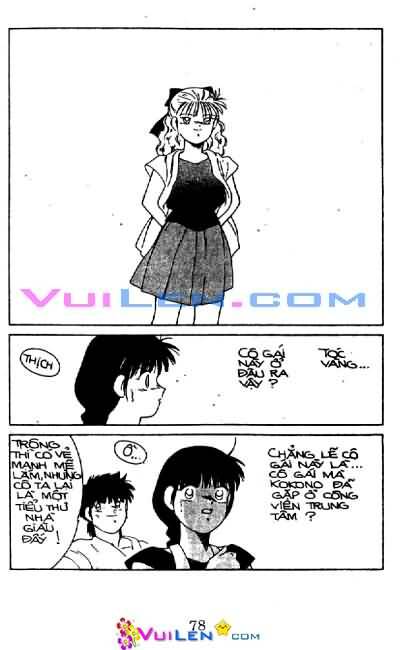 VUILEN.COM
THÍCH
CÔ GÁI
NÀY Ở
ĐÂU RA
VẬY ?
TÓC
VÀNG...
TRÔNG
THÌ CÓ VẺ
MẠNH MẼ
LẮM, NHƯNG
CÔ TA LẠI
LÀ MỘT
TIỂU THƯ
NHÀ
GIÀU
ĐẤY !
Ồ...
CHẲNG LẼ CÔ
GÁI NÀY LÀ...
CÔ GÁI MÀ
KOKONO ĐÃ
GẶP Ở CÔNG
VIÊN TRUNG
TÂM ?
78
VUILEN.COM